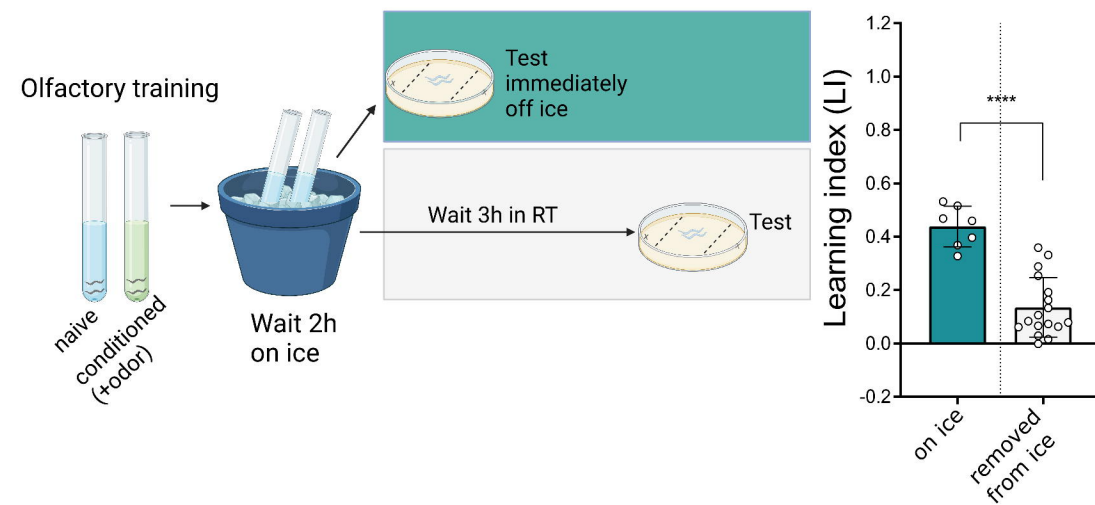 Olfactory training
naive
conditioned
(+odor)
Wait 2h
on ice
Test
immediately
off ice
Wait 3h in RT
Test
Learning index (LI)
1.2
1.0
0.8
0.6
0.4
0.2
0.0
-0.2
****
on ice
removed
from ice